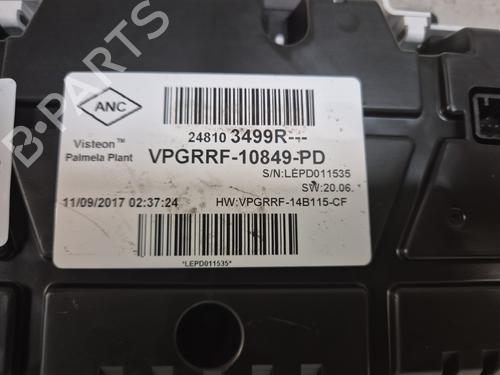 ANC
Visteon™
Palmela Plant
24810 3499R---
VPGRRF-10849-PD
S/N:LEPD011535
SW:20.06.
11/09/2017 02:37:24
HW:VPGRRF-14B115-CF
*LEPD011535*
B-PARTS